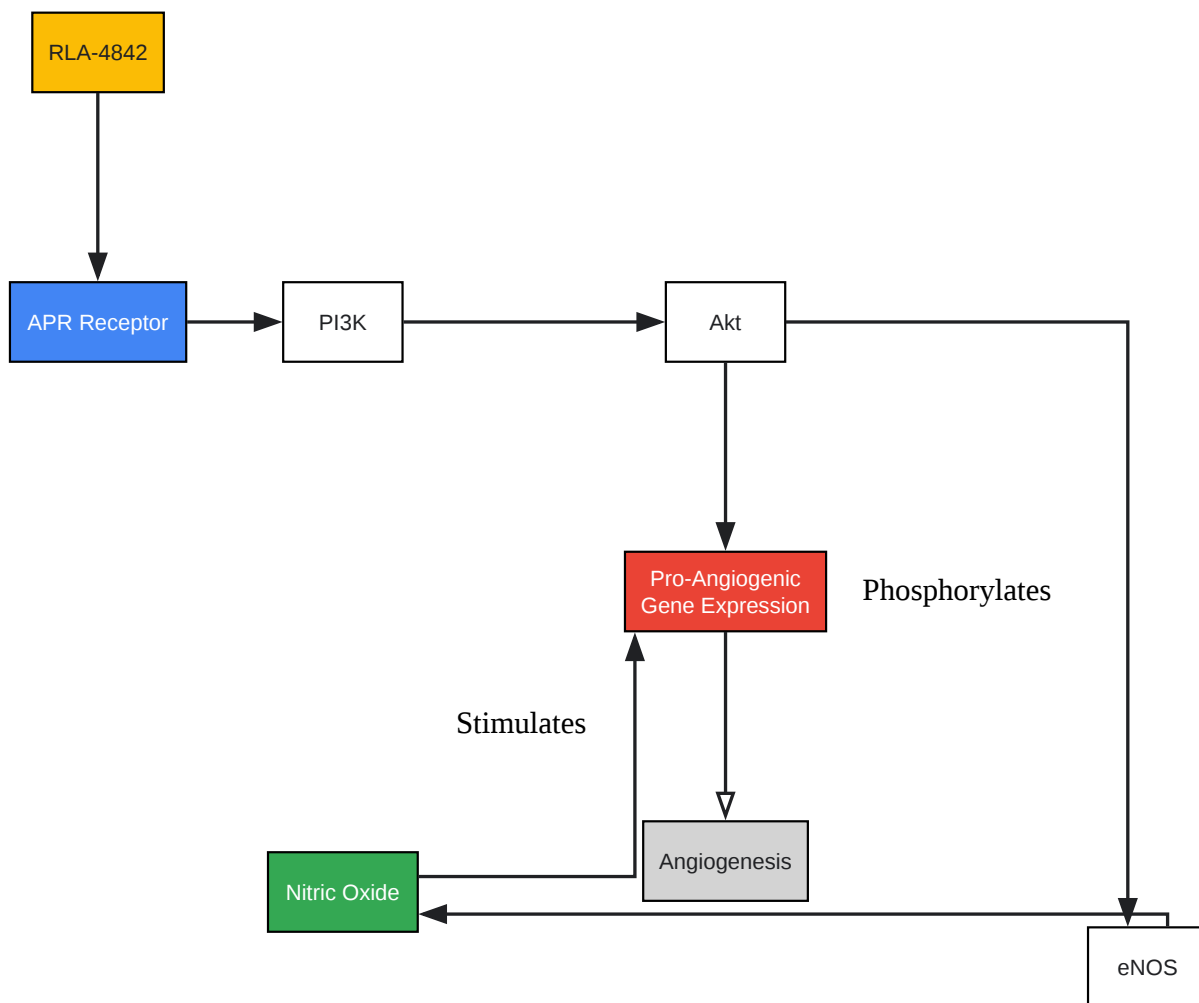 RLA-4842
APR Receptor
PI3K
Akt
Pro-Angiogenic
Gene Expression
Phosphorylates
Stimulates
Angiogenesis
Nitric Oxide
eNOS